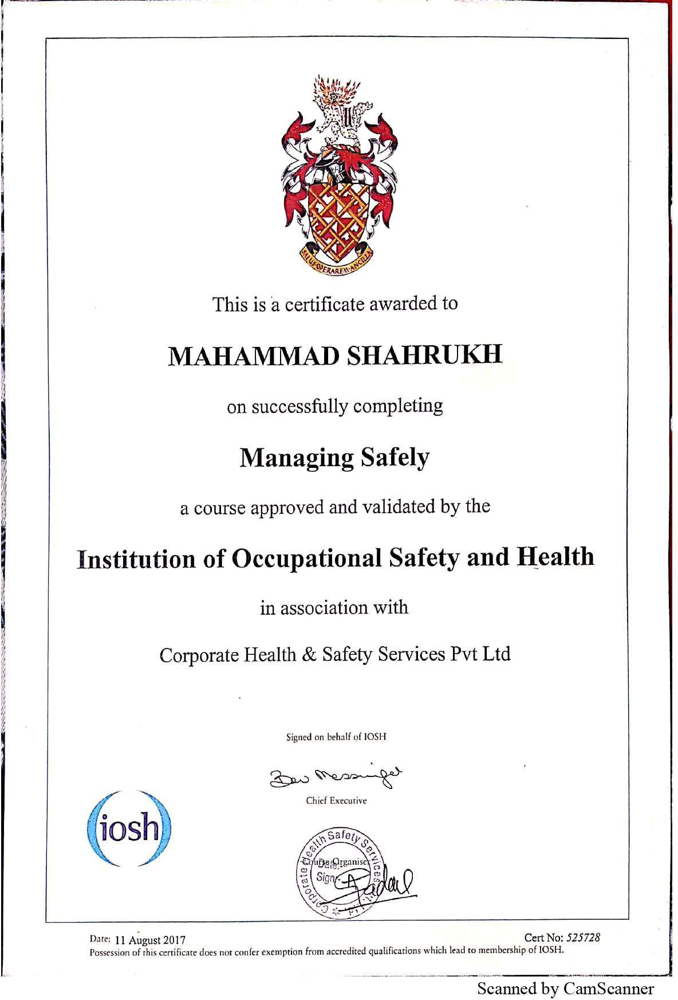 SALUS·OPERAREM·ANCILLA
This is a certificate awarded to
MAHAMMAD SHAHRUKH
on successfully completing
Managing Safely
a course approved and validated by the
Institution of Occupational Safety and Health
in association with
Corporate Health & Safety Services Pvt Ltd
Signed on behalf of IOSH
Bev Messinger
Chief Executive
iosh
Corporate Health Safety Services Pvt. Ltd.
Course Organiser
Date
Sign
Date: 11 August 2017
Cert No: 525728
Possession of this certificate does not confer exemption from accredited qualifications which lead to membership of IOSH.
Scanned by CamScanner